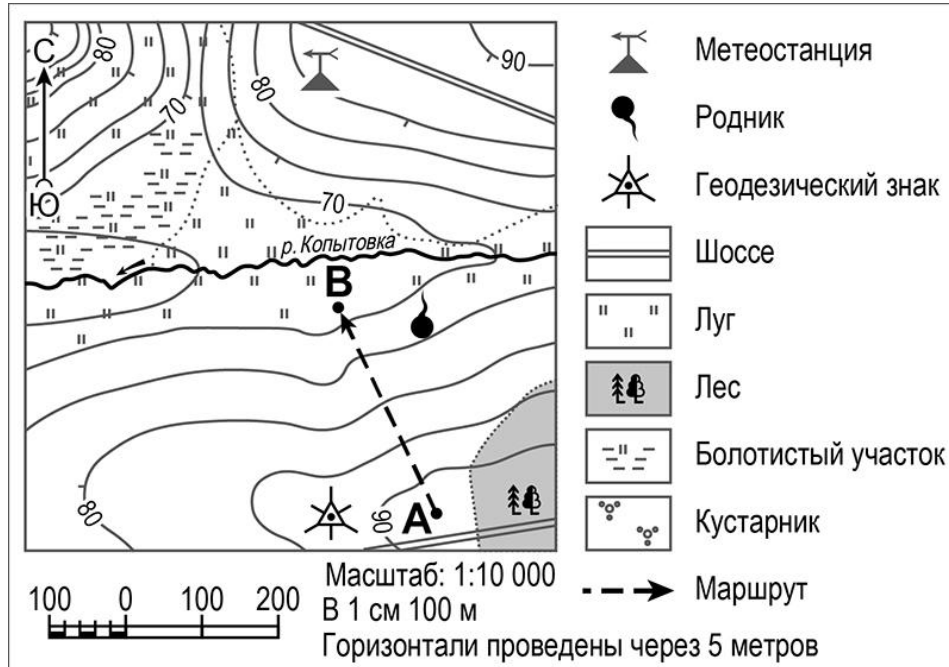 С
Ю
80
70
80
90
70
р. Копытовка
В
80
90
А
Метеостанция
Родник
Геодезический знак
Шоссе
Луг
Лес
Болотистый участок
Кустарник
Маршрут
100 0 100 200
Масштаб: 1:10 000
В 1 см 100 м
Горизонтали проведены через 5 метров